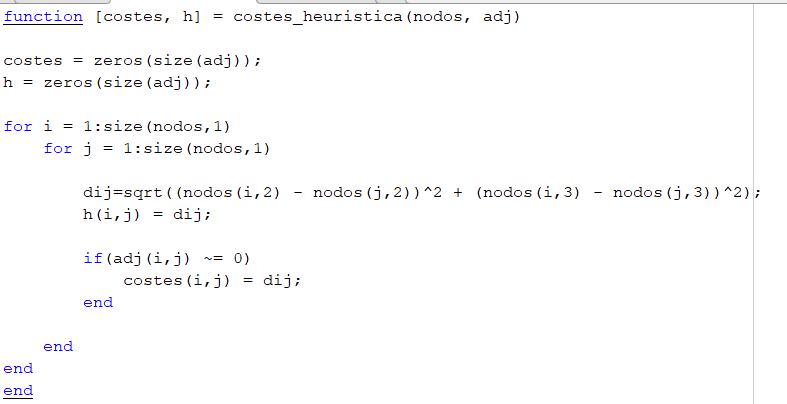 function [costes, h] = costes_heuristica(nodos, adj)
costes = zeros(size(adj));
h = zeros(size(adj));
for i = 1:size(nodos,1)
for j = 1:size(nodos,1)
dij=sqrt((nodos(i,2) - nodos(j,2))^2 + (nodos(i,3) - nodos(j,3))^2);
h(i,j) = dij;
if(adj(i,j) ~= 0)
costes(i,j) = dij;
end
end
end
end